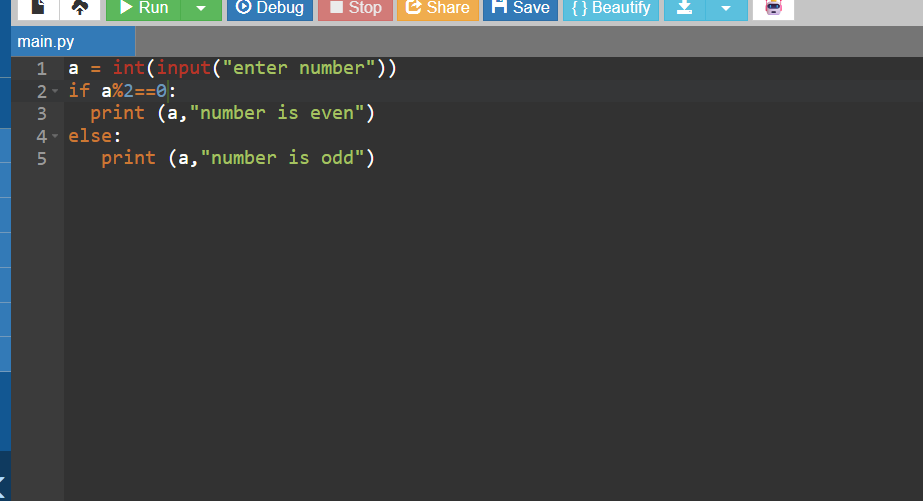 Run Debug Stop Share Save { } Beautify
main.py
1 a = int(input("enter number"))
2 if a%2==0:
3   print (a,"number is even")
4 else:
5    print (a,"number is odd")